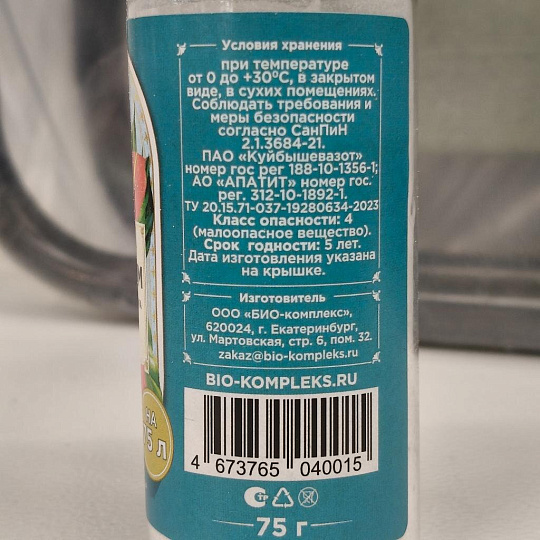 Условия хранения
при температуре
от 0 до +30°С, в закрытом
виде, в сухих помещениях.
Соблюдать требования и
меры безопасности
согласно СанПиН
2.1.3684-21.
ПАО «Куйбышевазот»
номер гос рег 188-10-1356-1;
АО «АПАТИТ» номер гос.
рег. 312-10-1892-1.
ТУ 20.15.71-037-19280634-2023
Класс опасности: 4
(малоопасное вещество).
Срок годности: 5 лет.
Дата изготовления указана
на крышке.
Изготовитель
ООО «БИО-комплекс»,
620024, г. Екатеринбург,
ул. Мартовская, стр. 6, пом. 32.
zakaz@bio-kompleks.ru
BIO-KOMPLEKS.RU
4 673765 040015
75 г
НА
75 л